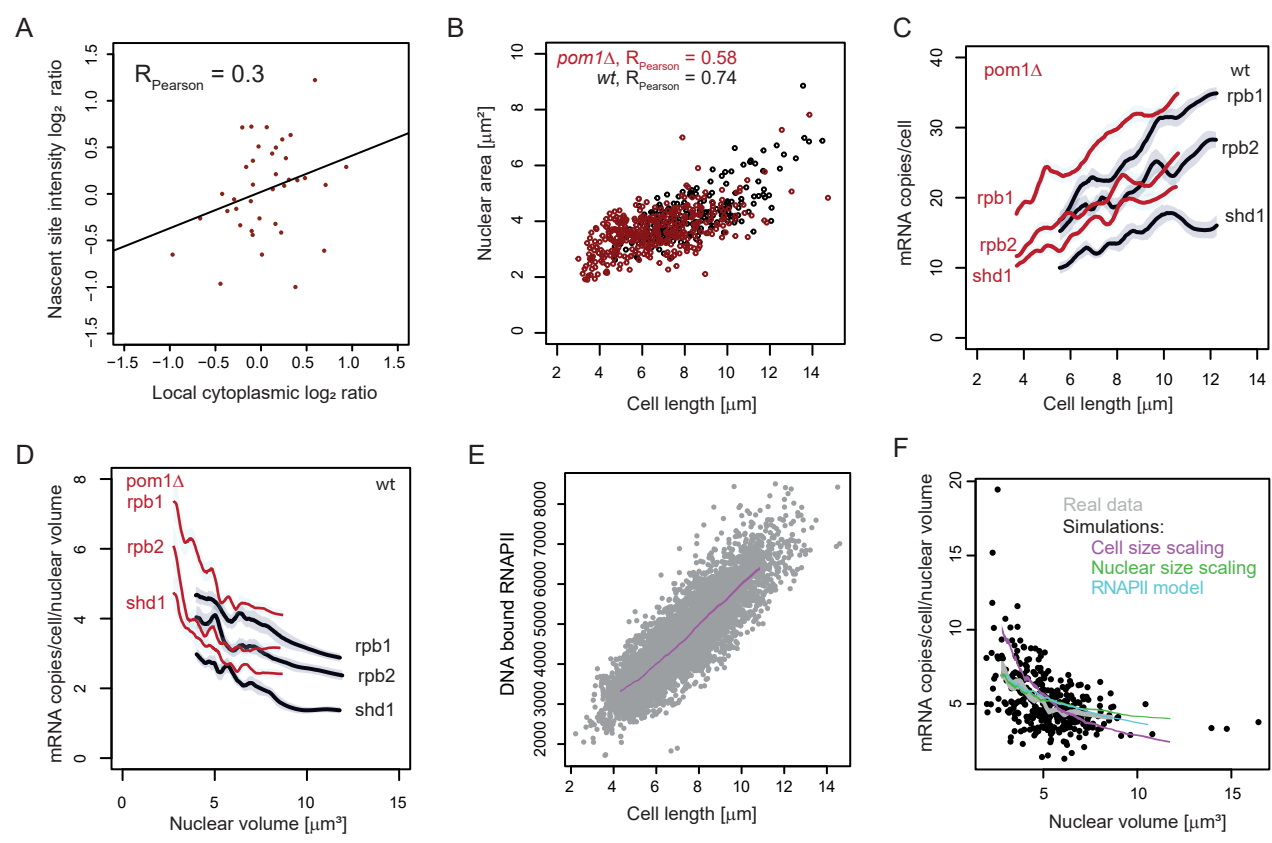 A
R Pearson = 0.3
Nascent site intensity log₂ ratio
1.5
1.0
0.5
0.0
−0.5
−1.0
−1.5
−1.5 −1.0 −0.5 0.0 0.5 1.0 1.5
Local cytoplasmic log₂ ratio
B
pom1Δ, R Pearson = 0.58
wt, R Pearson = 0.74
Nuclear area [μm²]
10
8
6
4
2
0
2 4 6 8 10 12 14
Cell length [μm]
C
pom1Δ
wt
rpb1
rpb2
shd1
rpb1
rpb2
shd1
mRNA copies/cell
40
30
20
10
0
2 4 6 8 10 12 14
Cell length [μm]
D
pom1Δ
wt
rpb1
rpb2
shd1
rpb1
rpb2
shd1
mRNA copies/cell/nuclear volume
8
6
4
2
0
0 5 10 15
Nuclear volume [μm³]
E
DNA bound RNAPII
8000
7000
6000
5000
4000
3000
2000
2 4 6 8 10 12 14
Cell length [μm]
F
Real data
Simulations:
Cell size scaling
Nuclear size scaling
RNAPII model
mRNA copies/cell/nuclear volume
20
15
10
5
5 10 15
Nuclear volume [μm³]